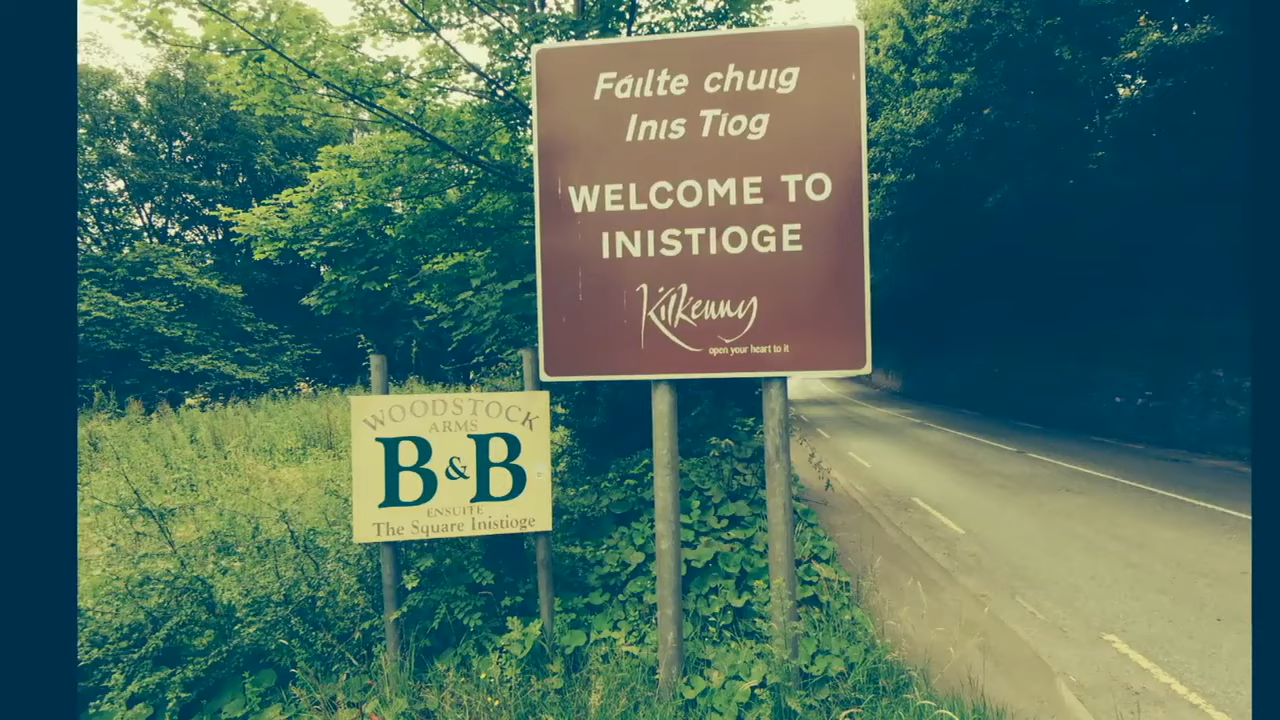 Fáilte chuig
Inis Tíog
WELCOME TO
INISTIOGE
Kilkenny
open your heart to it
WOODSTOCK
ARMS
B & B
ENSUITE
The Square Inistioge